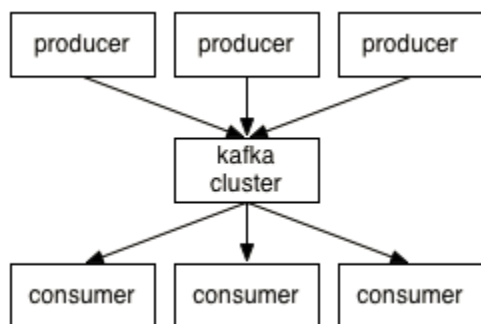 producer
producer
producer
kafka
cluster
consumer
consumer
consumer